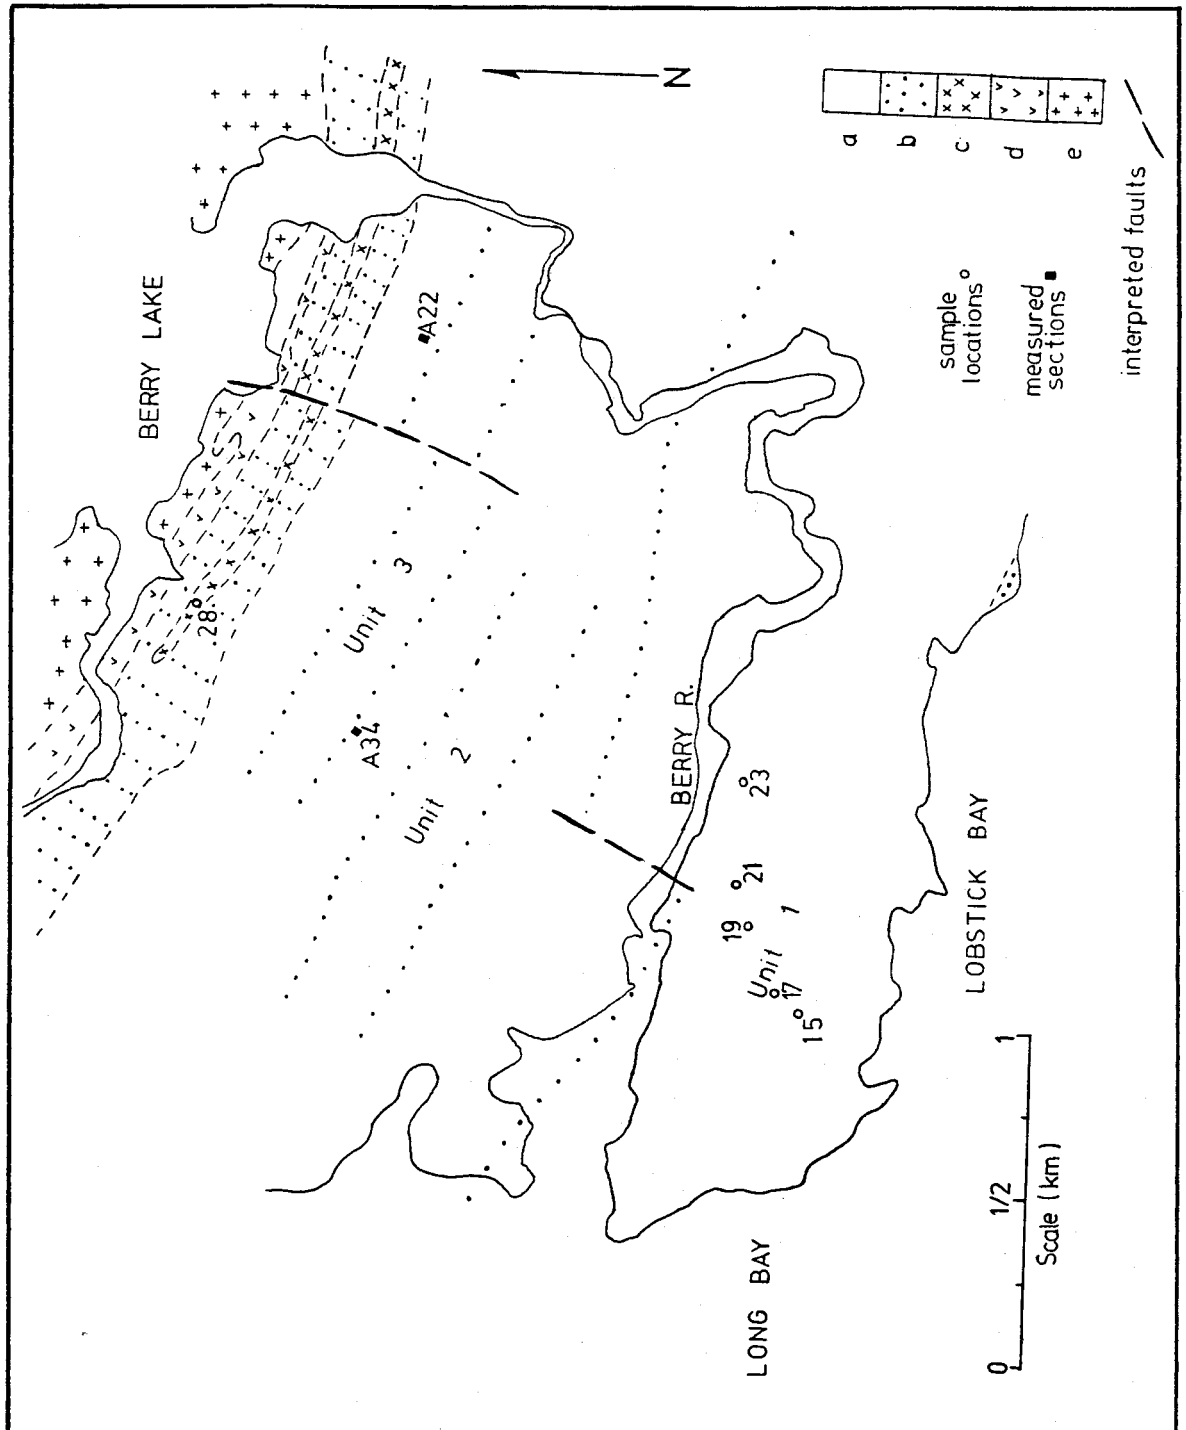 BERRY LAKE
N
a
b
c
d
e
interpreted faults
sample
locations
measured
sections
A22
28
Unit 3
A34
Unit 2
BERRY R.
23
21
19
Unit 1
17
15
LOBSTICK BAY
LONG BAY
0
1/2
1
Scale (km)